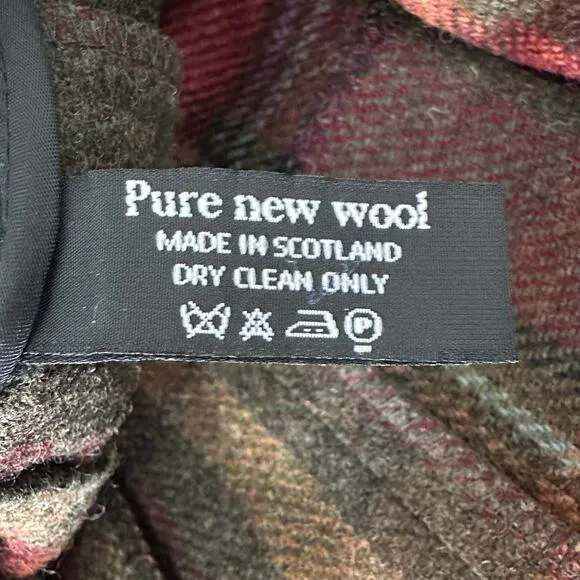 Pure new wool
MADE IN SCOTLAND
DRY CLEAN ONLY
P